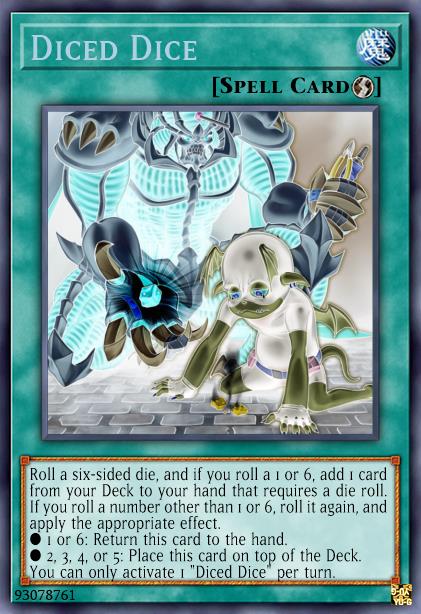 Diced Dice
魔
[Spell Card]
Roll a six-sided die, and if you roll a 1 or 6, add 1 card
from your Deck to your hand that requires a die roll.
If you roll a number other than 1 or 6, roll it again, and
apply the appropriate effect.
● 1 or 6: Return this card to the hand.
● 2, 3, 4, or 5: Place this card on top of the Deck.
You can only activate 1 "Diced Dice" per turn.
93078761